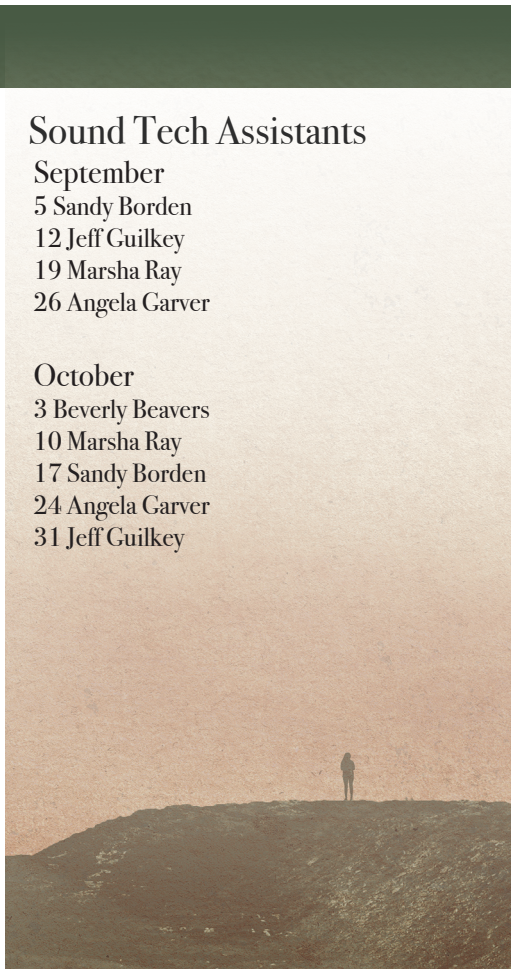 Sound Tech Assistants
September
5 Sandy Borden
12 Jeff Guilkey
19 Marsha Ray
26 Angela Garver
October
3 Beverly Beavers
10 Marsha Ray
17 Sandy Borden
24 Angela Garver
31 Jeff Guilkey